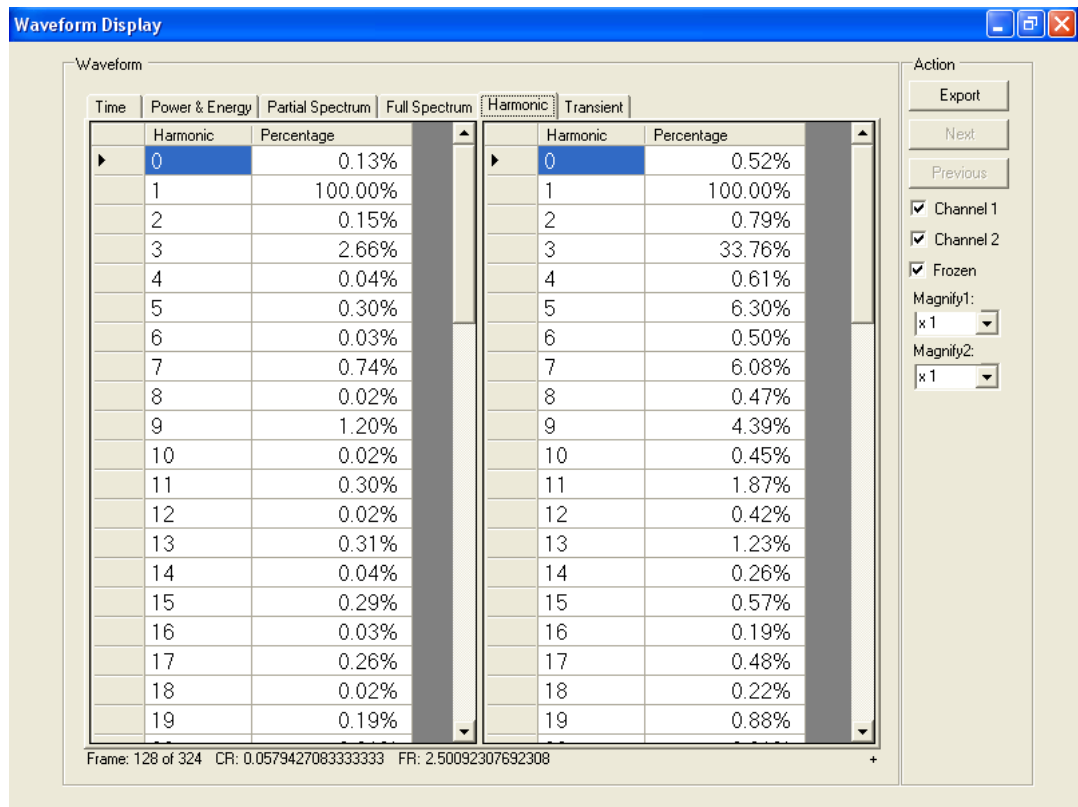 Waveform Display
Waveform
Time Power & Energy Partial Spectrum Full Spectrum Harmonic Transient
Harmonic Percentage Harmonic Percentage
0 0.13% 0 0.52%
1 100.00% 1 100.00%
2 0.15% 2 0.79%
3 2.66% 3 33.76%
4 0.04% 4 0.61%
5 0.30% 5 6.30%
6 0.03% 6 0.50%
7 0.74% 7 6.08%
8 0.02% 8 0.47%
9 1.20% 9 4.39%
10 0.02% 10 0.45%
11 0.30% 11 1.87%
12 0.02% 12 0.42%
13 0.31% 13 1.23%
14 0.04% 14 0.26%
15 0.29% 15 0.57%
16 0.03% 16 0.19%
17 0.26% 17 0.48%
18 0.02% 18 0.22%
19 0.19% 19 0.88%
Frame: 128 of 324 CR: 0.0579427083333333 FR: 2.50092307692308 +
Action
Export
Next
Previous
Channel 1
Channel 2
Frozen
Magnify1:
x 1
Magnify2:
x 1